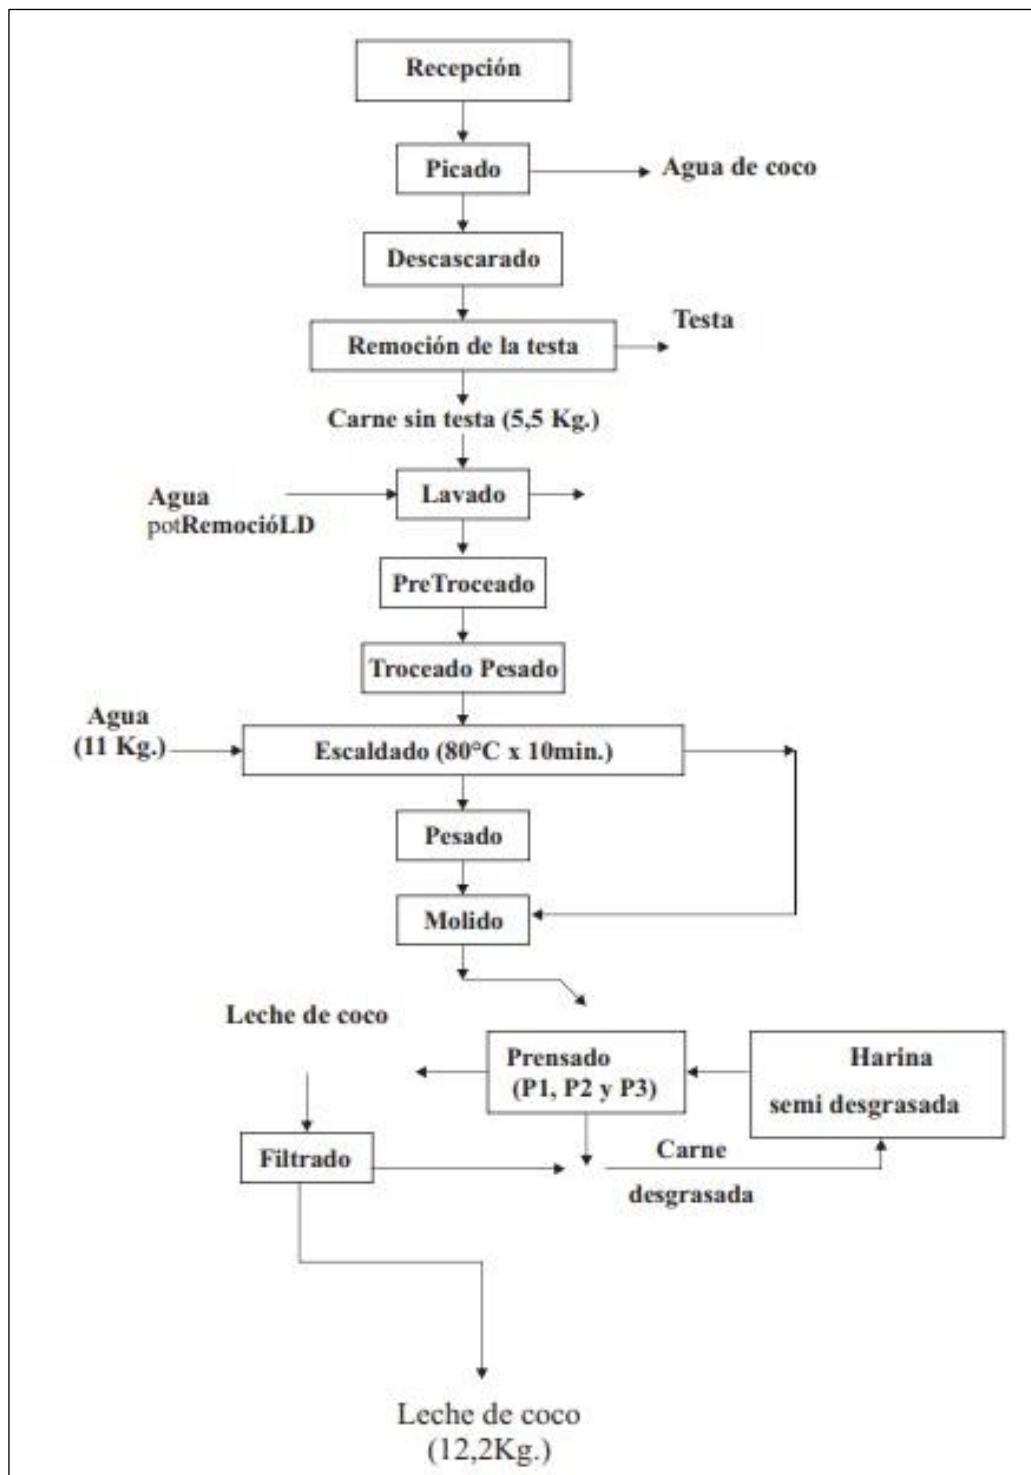 Recepción
Picado
Agua de coco
Descascarado
Remoción de la testa
Testa
Carne sin testa (5,5 Kg.)
Agua
potRemocióLD
Lavado
PreTroceado
Troceado Pesado
Agua
(11 Kg.)
Escaldado (80°C x 10min.)
Pesado
Molido
Leche de coco
Prensado
(P1, P2 y P3)
Harina
semi desgrasada
Filtrado
Carne
desgrasada
Leche de coco
(12,2Kg.)